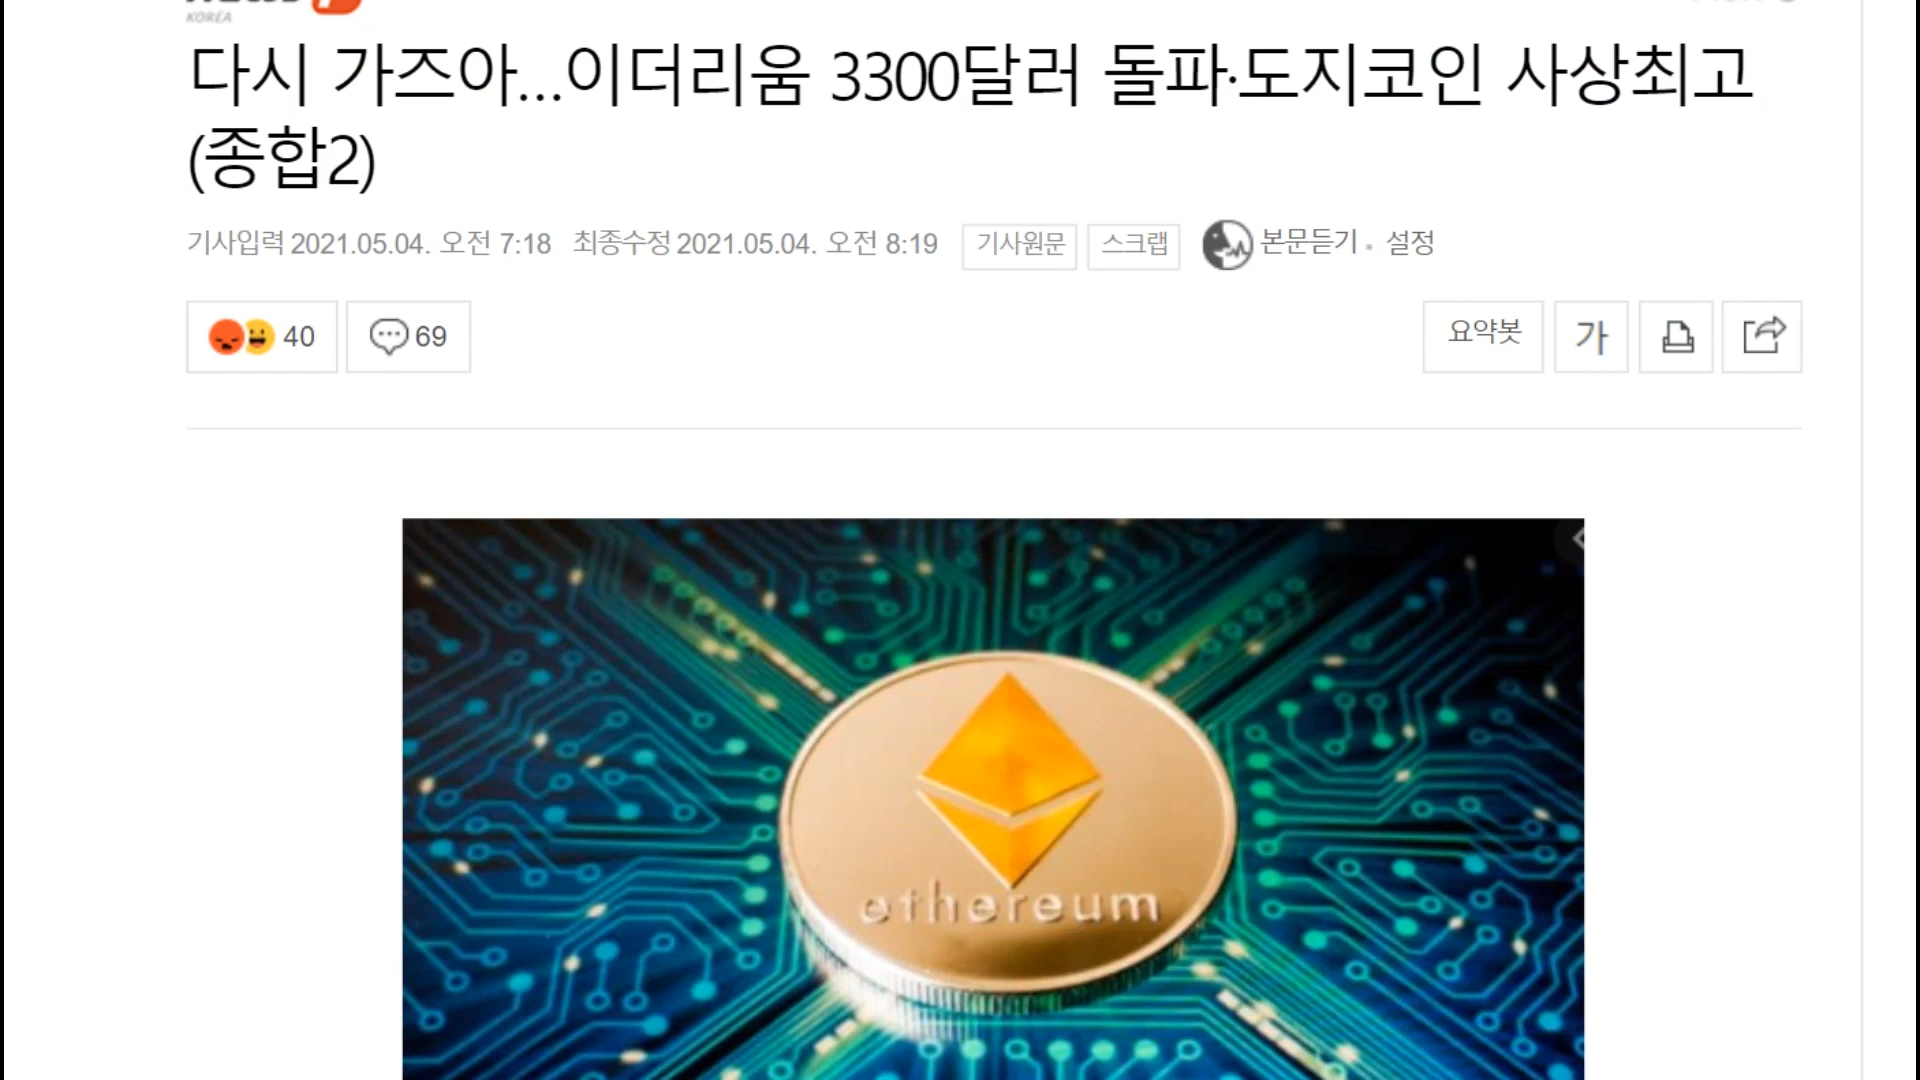 KOREA
다시 가즈아...이더리움 3300달러 돌파·도지코인 사상최고
(종합2)
기사입력 2021.05.04. 오전 7:18 최종수정 2021.05.04. 오전 8:19 기사원문 스크랩 본문듣기 · 설정
40 69 요약봇 가
ethereum